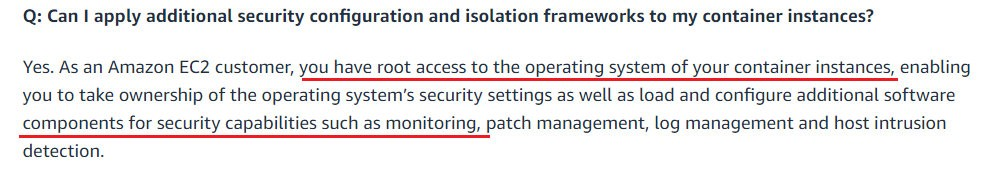 Q: Can I apply additional security configuration and isolation frameworks to my container instances?
Yes. As an Amazon EC2 customer, you have root access to the operating system of your container instances, enabling
you to take ownership of the operating system’s security settings as well as load and configure additional software
components for security capabilities such as monitoring, patch management, log management and host intrusion
detection.